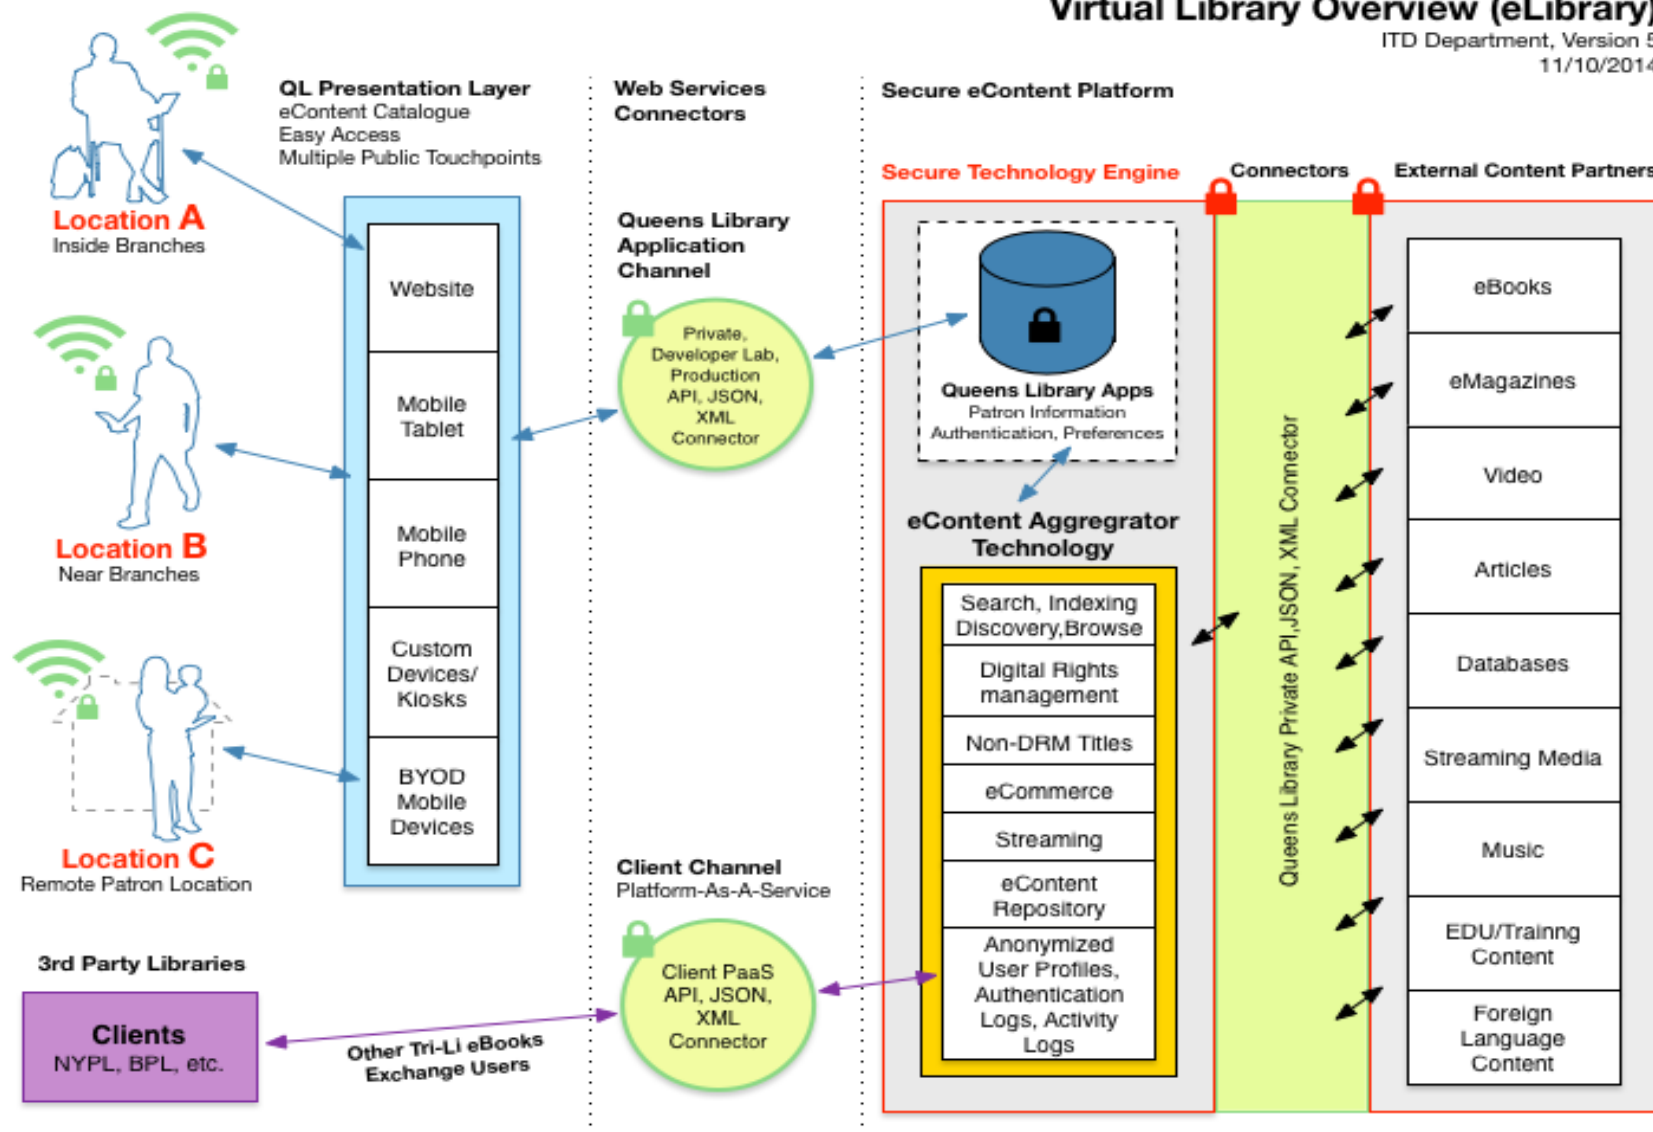 Virtual Library Overview (eLibrary)
ITD Department, Version 5
11/10/2014
QL Presentation Layer
eContent Catalogue
Easy Access
Multiple Public Touchpoints
Web Services
Connectors
Secure eContent Platform
Location A
Inside Branches
Location B
Near Branches
Location C
Remote Patron Location
Website
Mobile
Tablet
Mobile
Phone
Custom
Devices/
Kiosks
BYOD
Mobile
Devices
Queens Library
Application
Channel
Private,
Developer Lab,
Production
API, JSON,
XML
Connector
Client Channel
Platform-As-A-Service
Client PaaS
API, JSON,
XML
Connector
3rd Party Libraries
Clients
NYPL, BPL, etc.
Other Tri-Li eBooks
Exchange Users
Secure Technology Engine
Queens Library Apps
Patron Information
Authentication, Preferences
eContent Aggregrator
Technology
Search, Indexing
Discovery,Browse
Digital Rights
management
Non-DRM Titles
eCommerce
Streaming
eContent
Repository
Anonymized
User Profiles,
Authentication
Logs, Activity
Logs
Connectors
Queens Library Private API,JSON, XML Connector
External Content Partners
eBooks
eMagazines
Video
Articles
Databases
Streaming Media
Music
EDU/Trainng
Content
Foreign
Language
Content